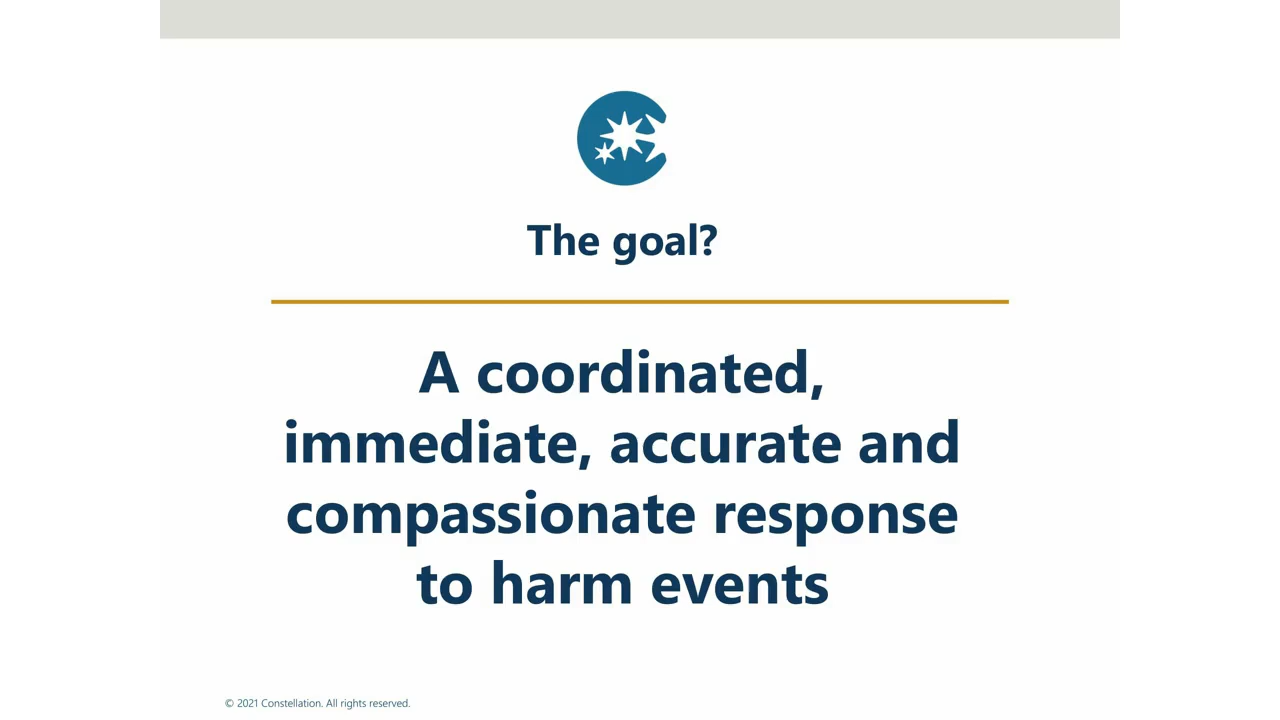 The goal?
A coordinated,
immediate, accurate and
compassionate response
to harm events
© 2021 Constellation. All rights reserved.